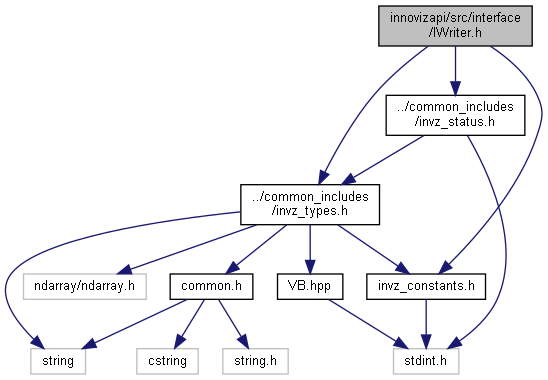 innovizapi/src/interface
/IWriter.h
../common_includes
/invz_status.h
../common_includes
/invz_types.h
ndarray/ndarray.h
common.h
VB.hpp
invz_constants.h
string
cstring
string.h
stdint.h